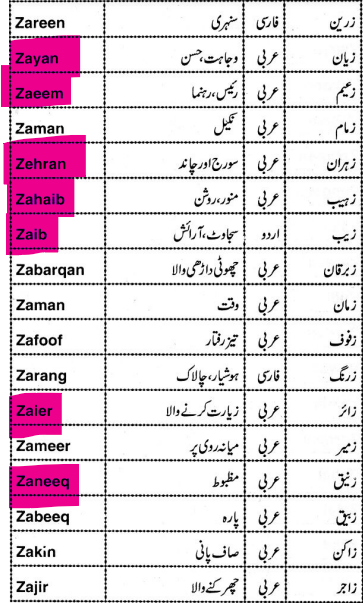 Zareen سنہری فارسی زرین
Zayan وجاہت،حسن عربی زیان
Zaeem رئیس،رہنما عربی زعیم
Zaman نکیل عربی زمام
Zehran سورج اور چاند عربی زہران
Zahaib منور،روشن عربی زہیب
Zaib سجاوٹ،آرائش اردو زیب
Zabarqan چھوٹی داڑھی والا عربی زبرقان
Zaman وقت عربی زمان
Zafoof تیز رفتار عربی زفوف
Zarang ہوشیار،چالاک فارسی زرنگ
Zaier زیارت کرنے والا عربی زائر
Zameer میانہ روی پر عربی زمیر
Zaneeq مظبوط عربی زنیق
Zabeeq پارہ عربی زبیق
Zakin صاف پانی عربی زاکن
Zajir جھڑکنے والا عربی زاجر